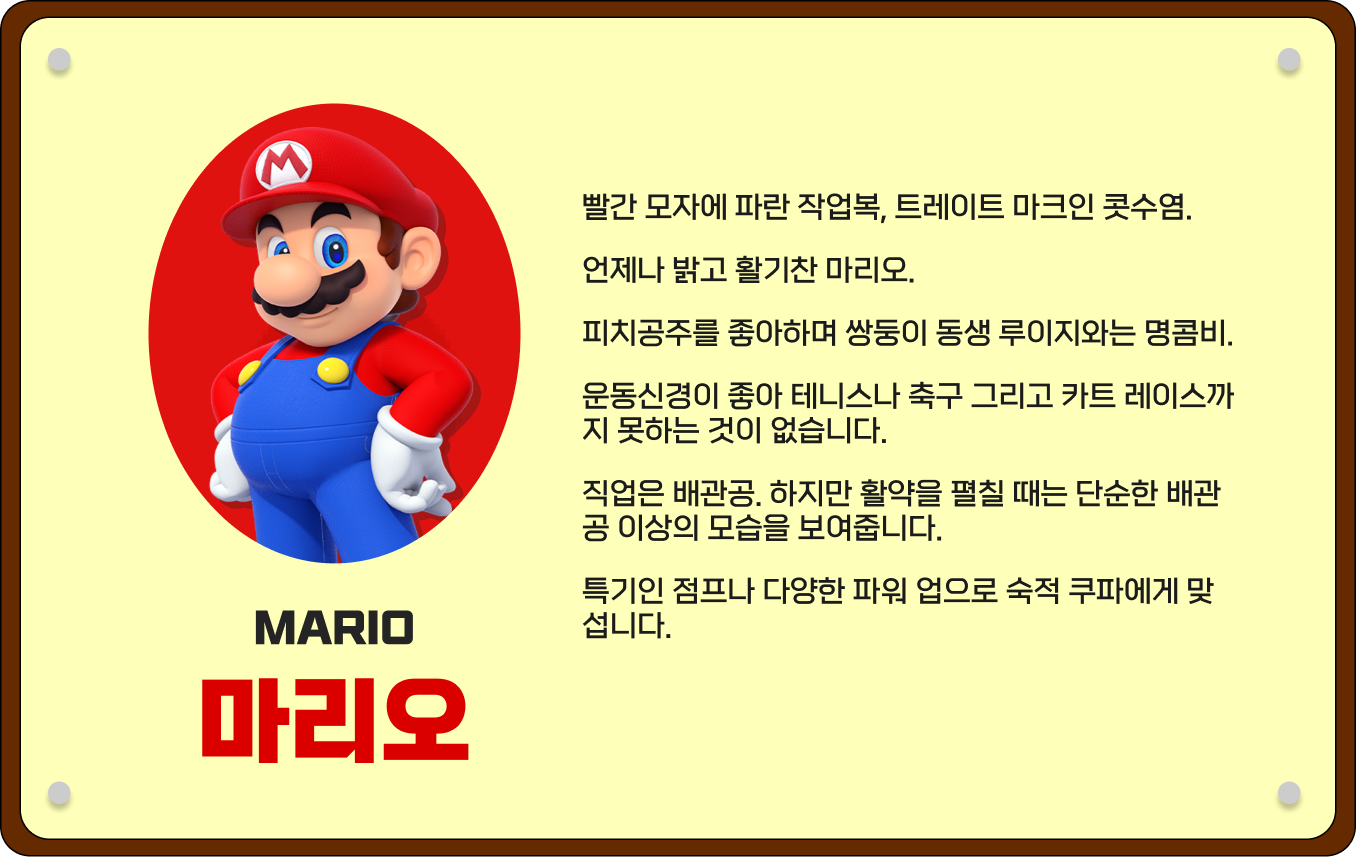 M
MARIO
마리오
빨간 모자에 파란 작업복, 트레이트 마크인 콧수염.
언제나 밝고 활기찬 마리오.
피치공주를 좋아하며 쌍둥이 동생 루이지와는 명콤비.
운동신경이 좋아 테니스나 축구 그리고 카트 레이스까
지 못하는 것이 없습니다.
직업은 배관공. 하지만 활약을 펼칠 때는 단순한 배관
공 이상의 모습을 보여줍니다.
특기인 점프나 다양한 파워 업으로 숙적 쿠파에게 맞
섭니다.